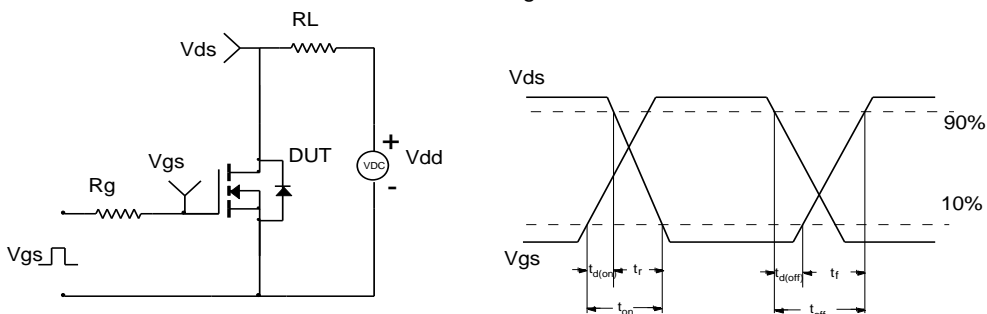 RL
Vds
Vgs
DUT
+
VDC
Vdd
-
Rg
Vgs
Vds
90%
10%
Vgs
td(on)
tr
td(off)
tf
ton
toff